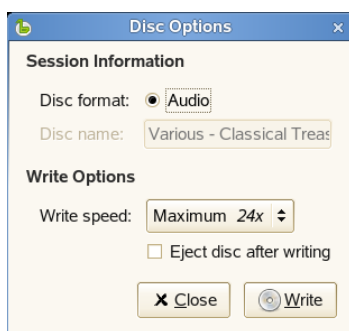 Disc Options
Session Information
Disc format: Audio
Disc name: Various - Classical Treas
Write Options
Write speed: Maximum 24x
Eject disc after writing
Close Write